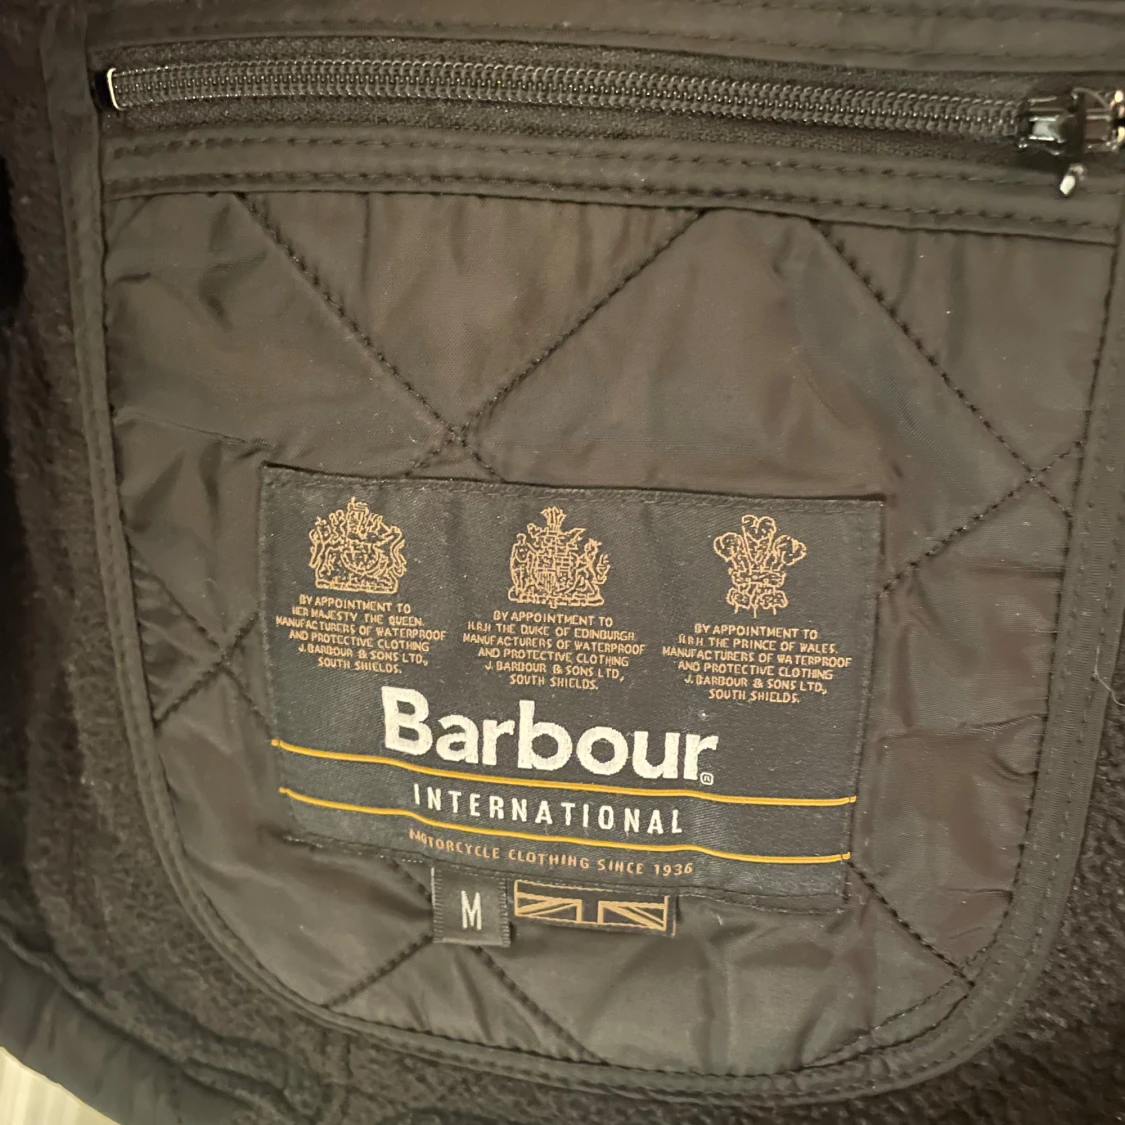 BY APPOINTMENT TO
HER MAJESTY THE QUEEN.
MANUFACTURERS OF WATERPROOF
AND PROTECTIVE CLOTHING
J. BARBOUR & SONS LTD.,
SOUTH SHIELDS.
BY APPOINTMENT TO
H.R.H. THE DUKE OF EDINBURGH
MANUFACTURERS OF WATERPROOF
AND PROTECTIVE CLOTHING
J. BARBOUR & SONS LTD.,
SOUTH SHIELDS.
BY APPOINTMENT TO
H.R.H. THE PRINCE OF WALES.
MANUFACTURERS OF WATERPROOF
AND PROTECTIVE CLOTHING
J. BARBOUR & SONS LTD.,
SOUTH SHIELDS.
Barbour®
INTERNATIONAL
MOTORCYCLE CLOTHING SINCE 1936
M